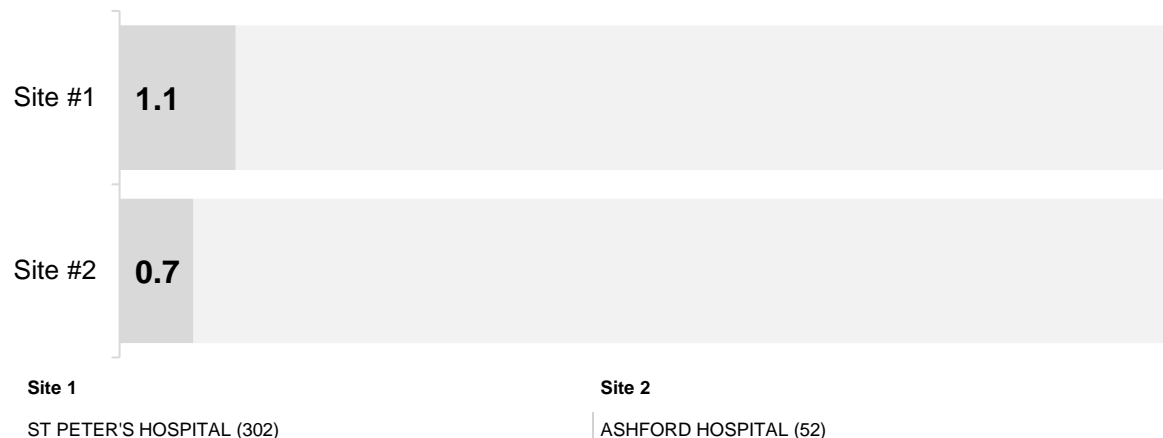 Site #1 1.1
Site #2 0.7
Site 1 Site 2
ST PETER'S HOSPITAL (302) ASHFORD HOSPITAL (52)